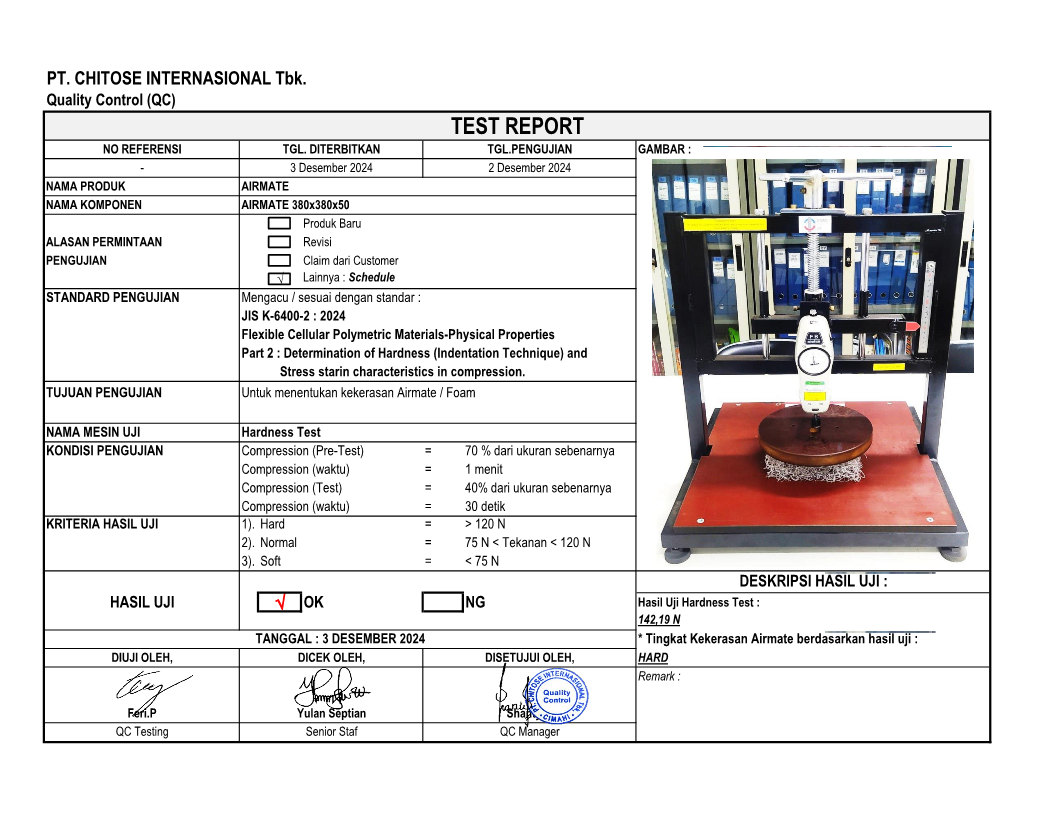 PT. CHITOSE INTERNASIONAL Tbk.
Quality Control (QC)
TEST REPORT
NO REFERENSI TGL. DITERBITKAN TGL.PENGUJIAN GAMBAR :
- 3 Desember 2024 2 Desember 2024
NAMA PRODUK AIRMATE
NAMA KOMPONEN AIRMATE 380x380x50
Produk Baru
ALASAN PERMINTAAN Revisi
PENGUJIAN Claim dari Customer
√ Lainnya : Schedule
STANDARD PENGUJIAN Mengacu / sesuai dengan standar :
JIS K-6400-2 : 2024
Flexible Cellular Polymetric Materials-Physical Properties
Part 2 : Determination of Hardness (Indentation Technique) and
Stress starin characteristics in compression.
TUJUAN PENGUJIAN Untuk menentukan kekerasan Airmate / Foam
NAMA MESIN UJI Hardness Test
KONDISI PENGUJIAN Compression (Pre-Test) = 70 % dari ukuran sebenarnya
Compression (waktu) = 1 menit
Compression (Test) = 40% dari ukuran sebenarnya
Compression (waktu) = 30 detik
KRITERIA HASIL UJI 1). Hard = > 120 N
2). Normal = 75 N < Tekanan < 120 N
3). Soft = < 75 N
DESKRIPSI HASIL UJI :
HASIL UJI √ OK NG
Hasil Uji Hardness Test :
142,19 N
TANGGAL : 3 DESEMBER 2024
* Tingkat Kekerasan Airmate berdasarkan hasil uji :
DIUJI OLEH, DICEK OLEH, DISETUJUI OLEH, HARD
Remark :
PT. CHITOSE INTERNASIONAL Tbk.
Quality Control
CIMAHI
Feri.P Yulan Septian
QC Testing Senior Staf QC Manager